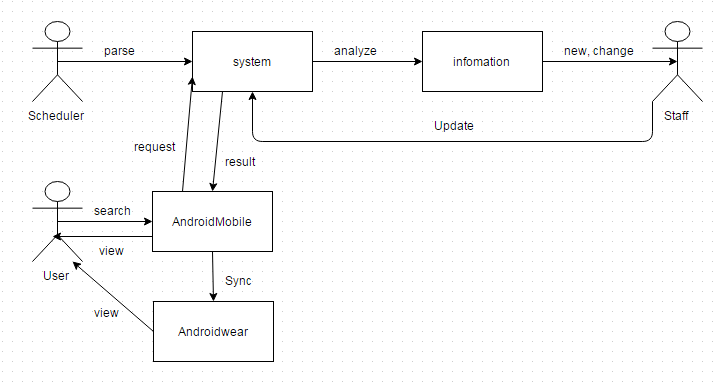 parse
system
analyze
infomation
new, change
Scheduler
Staff
Update
request
result
search
AndroidMobile
view
User
Sync
view
Androidwear